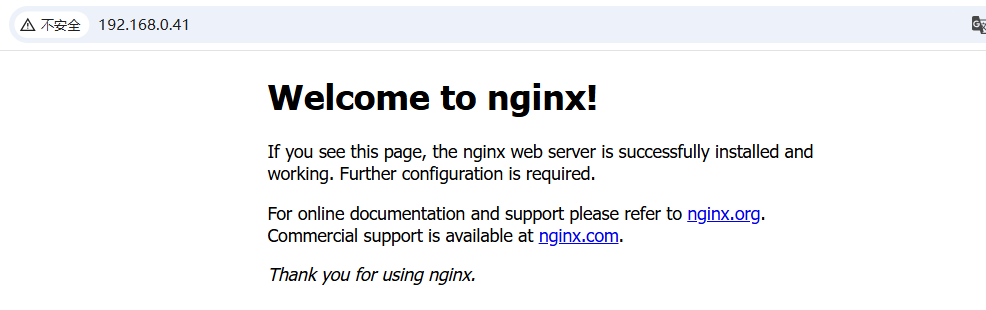 不安全 192.168.0.41
Welcome to nginx!
If you see this page, the nginx web server is successfully installed and
working. Further configuration is required.
For online documentation and support please refer to nginx.org.
Commercial support is available at nginx.com.
Thank you for using nginx.